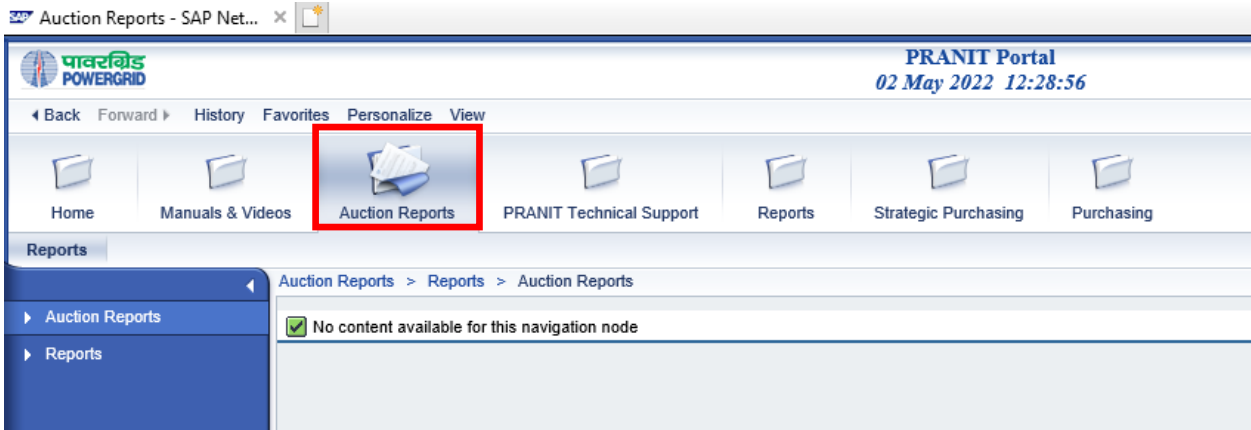 SAP Auction Reports - SAP Net...
पावरग्रिड PRANIT Portal
POWERGRID 02 May 2022 12:28:56
Back Forward History Favorites Personalize View
Home Manuals & Videos Auction Reports PRANIT Technical Support Reports Strategic Purchasing Purchasing
Reports
Auction Reports > Reports > Auction Reports
Auction Reports No content available for this navigation node
Reports